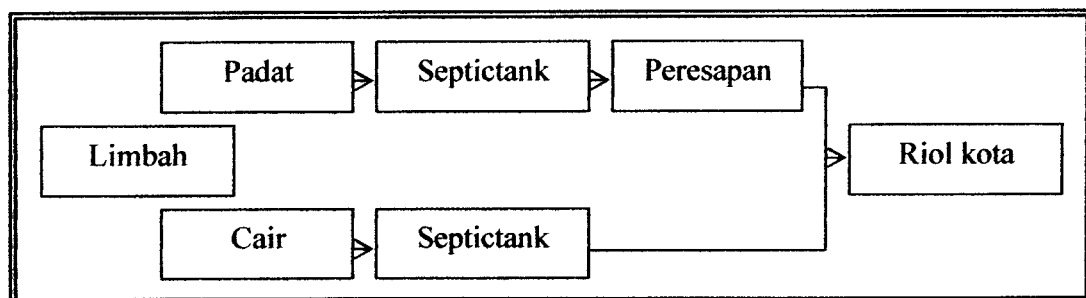 Padat
Septictank
Peresapan
Limbah
Riol kota
Cair
Septictank